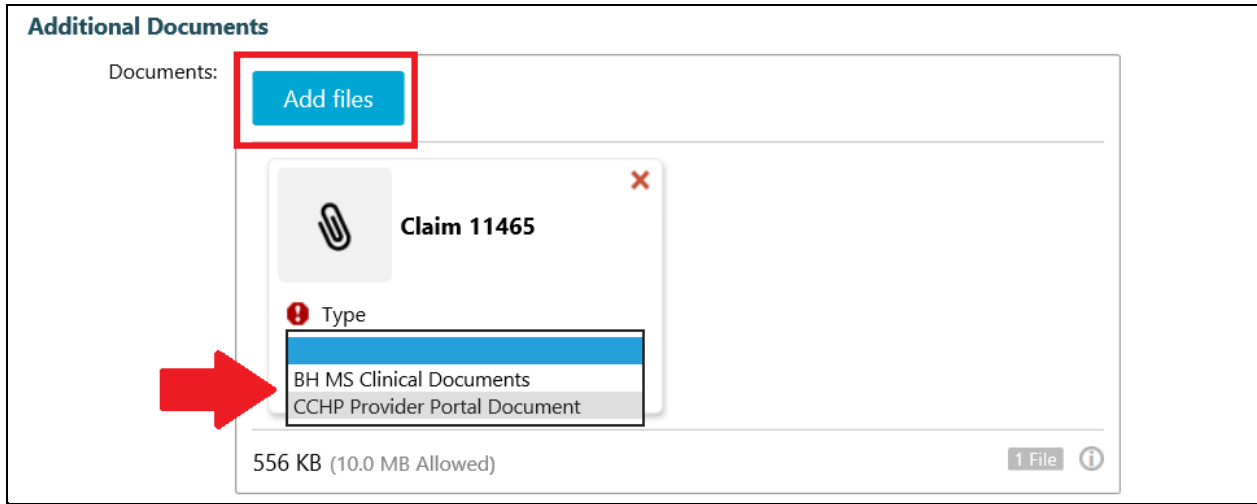 Additional Documents
Documents:
Add files
Claim 11465
Type
BH MS Clinical Documents
CCHP Provider Portal Document
556 KB (10.0 MB Allowed)
1 File